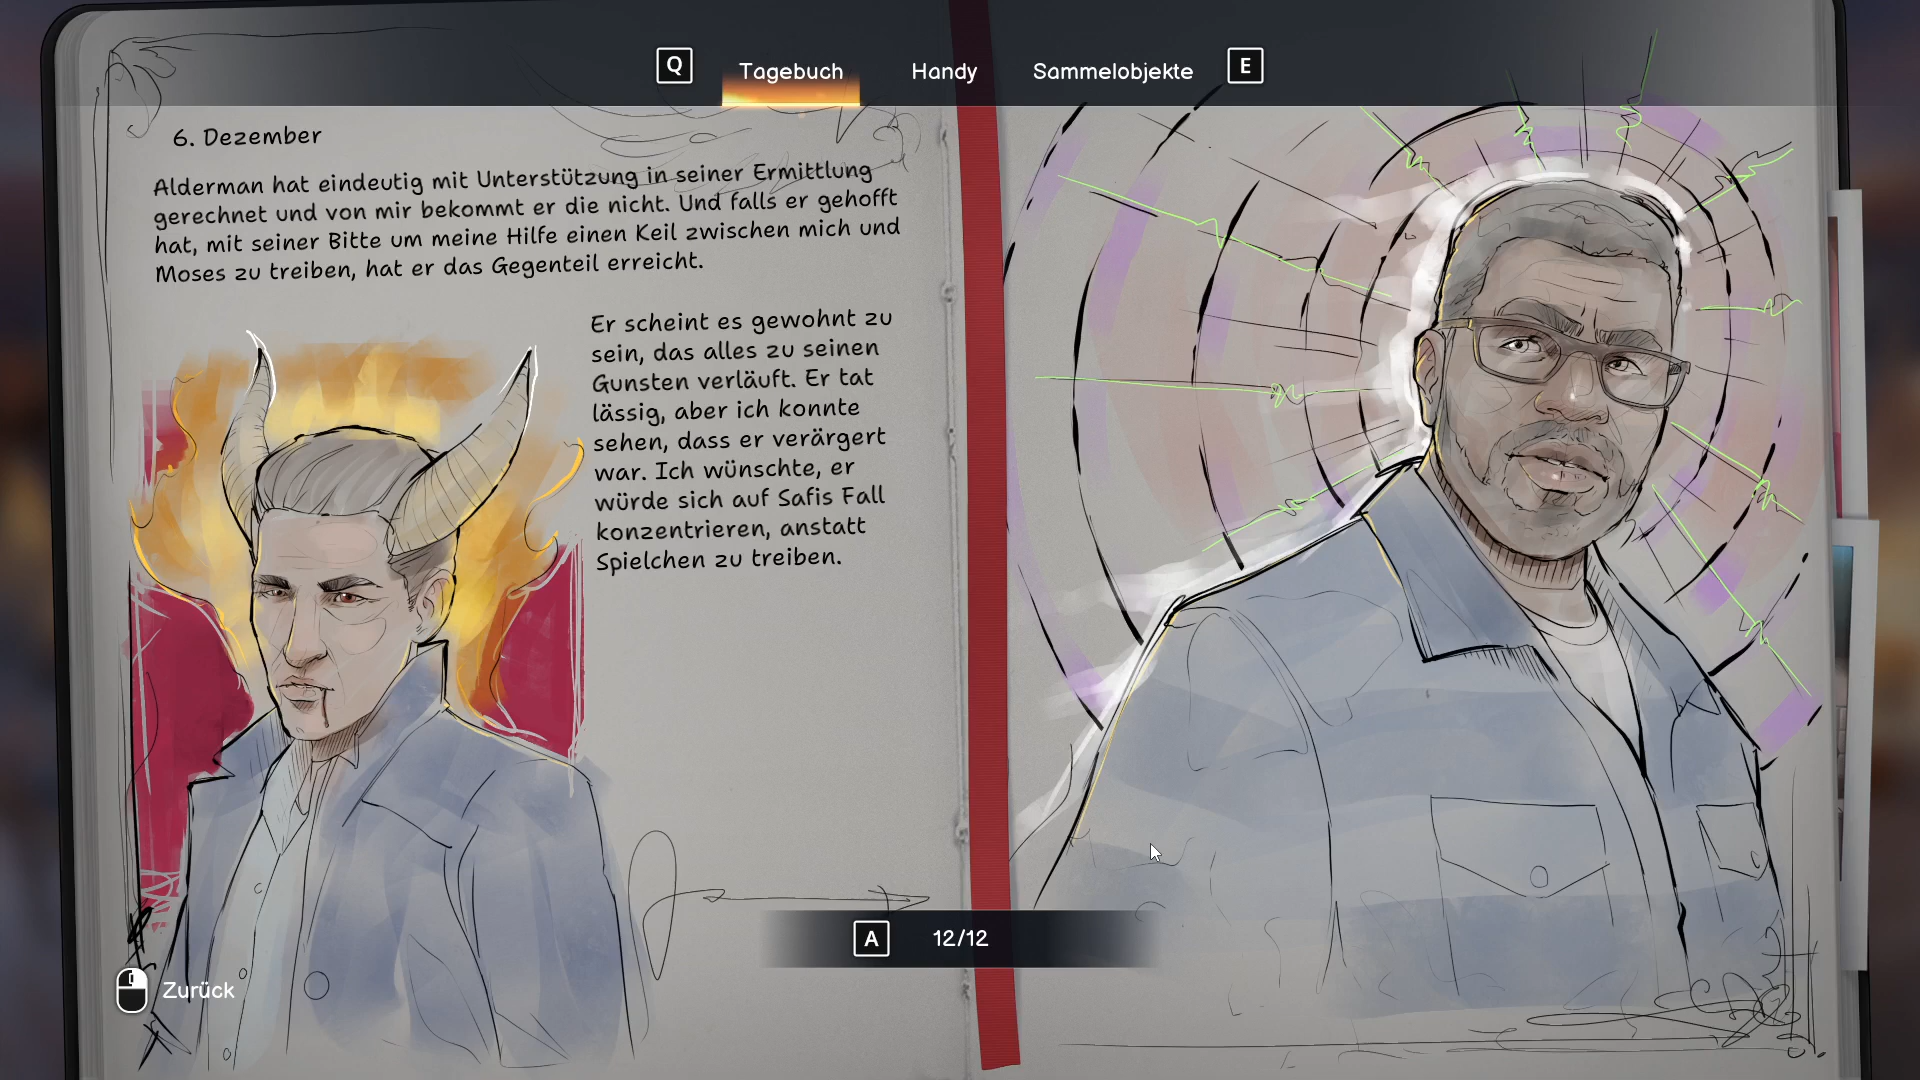 Q Tagebuch Handy Sammelobjekte E
6. Dezember
Alderman hat eindeutig mit Unterstützung in seiner Ermittlung
gerechnet und von mir bekommt er die nicht. Und falls er gehofft
hat, mit seiner Bitte um meine Hilfe einen Keil zwischen mich und
Moses zu treiben, hat er das Gegenteil erreicht.
Er scheint es gewohnt zu
sein, das alles zu seinen
Gunsten verläuft. Er tat
lässig, aber ich konnte
sehen, dass er verärgert
war. Ich wünschte, er
würde sich auf Safis Fall
konzentrieren, anstatt
Spielchen zu treiben.
A 12/12
Zurück